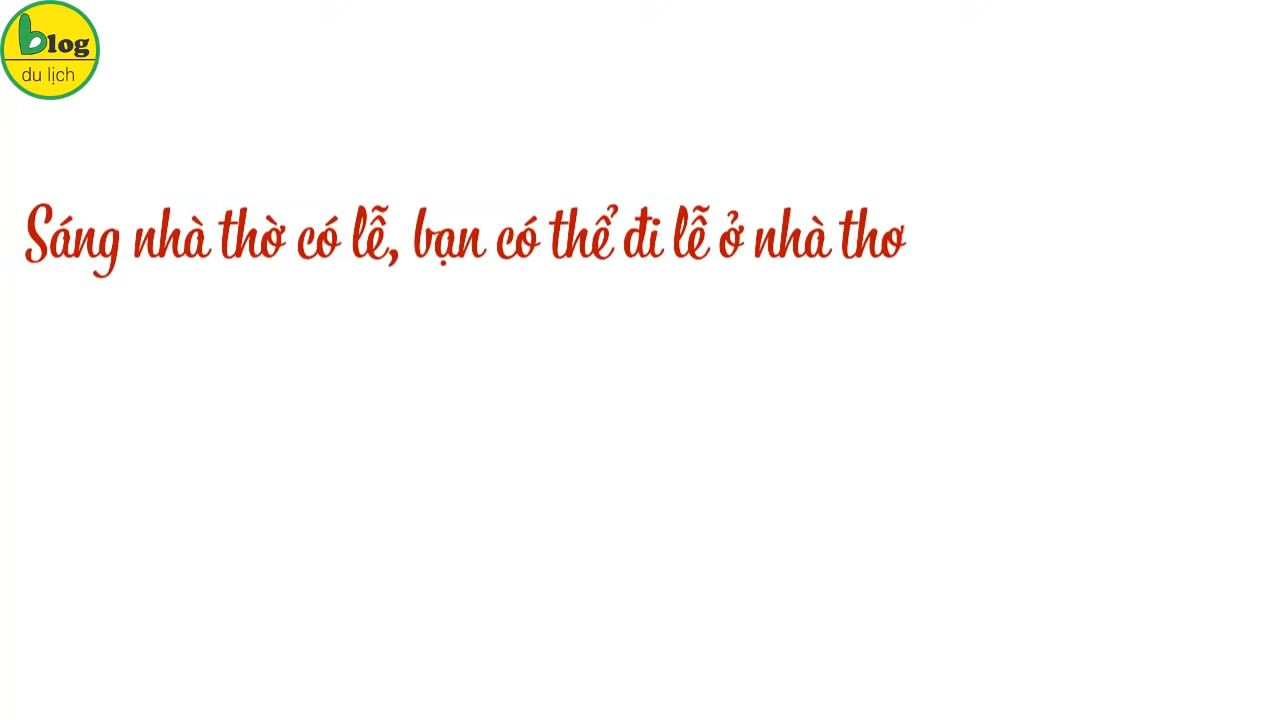 blog
du lịch
Sáng nhà thờ có lễ, bạn có thể đi lễ ở nhà thơ